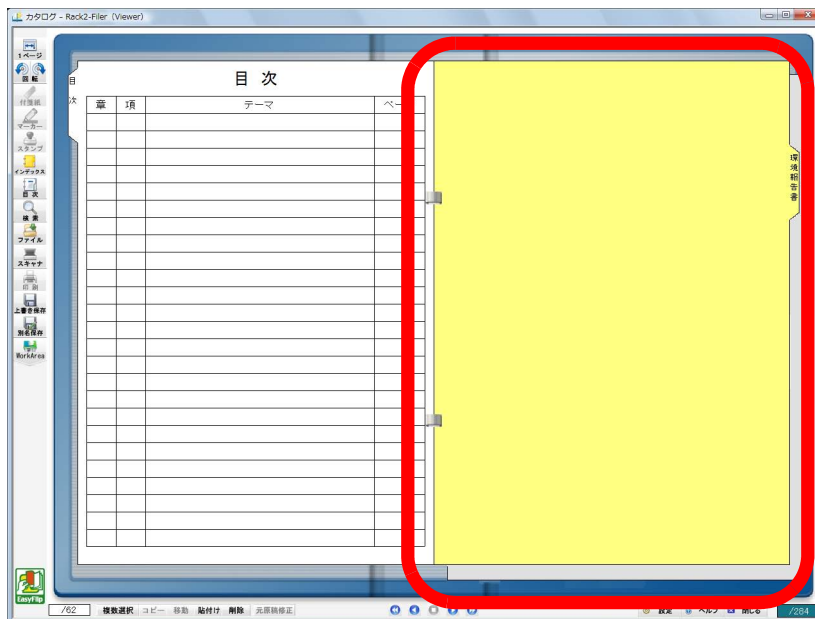 カタログ - Rack2-Filer (Viewer)
1ページ
回転
付箋紙
マーカー
スタンプ
インデックス
目次
検索
ファイル
スキャナ
印刷
上書き保存
別名保存
WorkArea
EasyFlip
目次
目 次
章 項 テーマ
環境報告書
/62 複数選択 コピー 移動 貼付け 削除 元原稿修正
設定 ヘルプ 閉じる /284